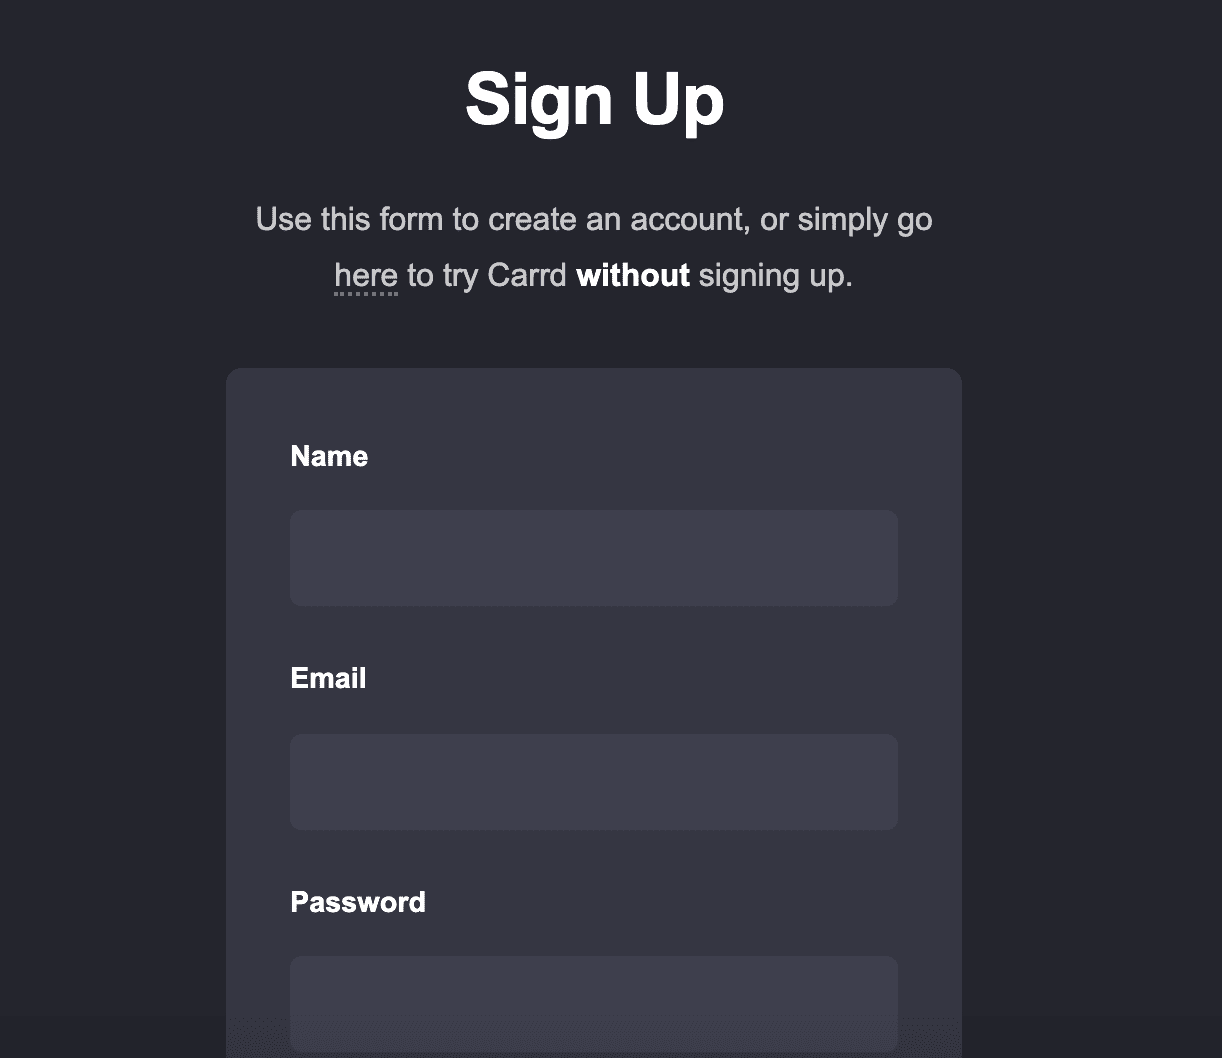 Sign Up
Use this form to create an account, or simply go
here to try Carrd without signing up.
Name
Email
Password